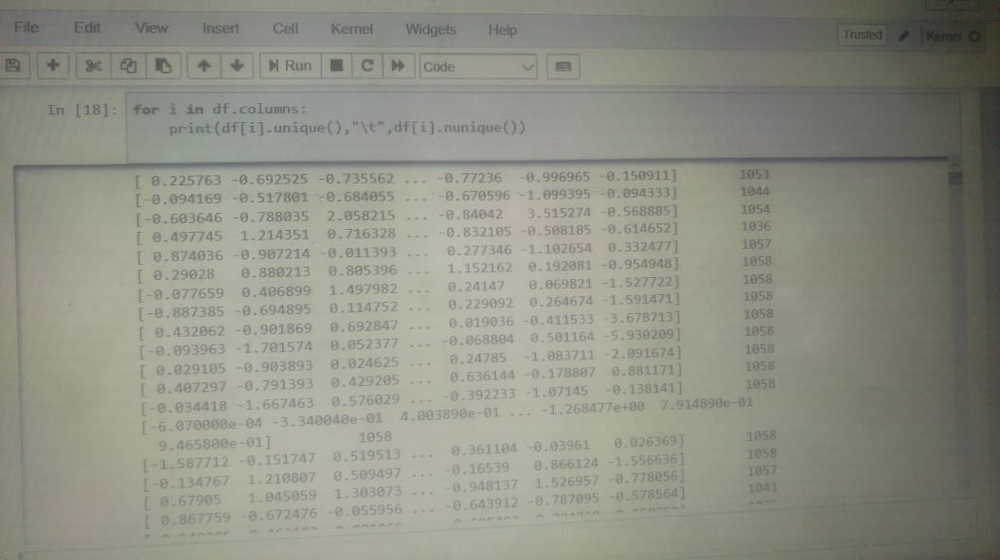 File Edit View Insert Cell Kernel Widgets Help
Trusted Kernel
Run Code
In [18]: for i in df.columns:
print(df[i].unique(),"\t",df[i].nunique())
[ 0.225763 -0.692525 -0.735562 ... -0.77236 -0.996965 -0.150911] 1053
[-0.094169 -0.517801 -0.684055 ... -0.670596 -1.099395 -0.094333] 1044
[-0.603646 -0.788035 2.058215 ... -0.84042 3.515274 -0.568885] 1054
[ 0.497745 1.214351 0.716328 ... -0.832105 -0.508185 -0.614652] 1036
[ 0.874036 -0.907214 -0.011393 ... 0.277346 -1.102654 0.332477] 1057
[ 0.29028 0.880213 0.805396 ... 1.152162 0.192081 -0.954948] 1058
[-0.077659 0.406899 1.497982 ... 0.24147 0.069821 -1.527722] 1058
[-0.887385 -0.694895 0.114752 ... 0.229092 0.264674 -1.591471] 1058
[ 0.432062 -0.901869 0.692847 ... 0.019036 -0.411533 -3.678713] 1058
[-0.093963 -1.701574 0.052377 ... -0.068804 0.501164 -5.930209] 1058
[ 0.029105 -0.903893 0.024625 ... 0.24785 -1.083711 -2.091674] 1058
[ 0.407297 -0.791393 0.429205 ... 0.636144 -0.178807 0.881171] 1058
[-0.034418 -1.667463 0.576029 ... -0.392233 -1.07145 -0.138141] 1058
[-6.070000e-04 -3.340040e-01 4.003890e-01 ... -1.268477e+00 7.914890e-01
9.465800e-01] 1058
[-1.587712 -0.151747 0.519513 ... 0.361104 -0.03961 0.026369] 1058
[-0.134767 1.210807 0.509497 ... -0.16539 0.866124 -1.556636] 1058
[ 0.67905 1.045059 1.303073 ... -0.948137 1.526957 -0.778056] 1057
[ 0.867759 -0.672476 -0.055956 ... -0.643912 -0.787095 -0.578564] 1041